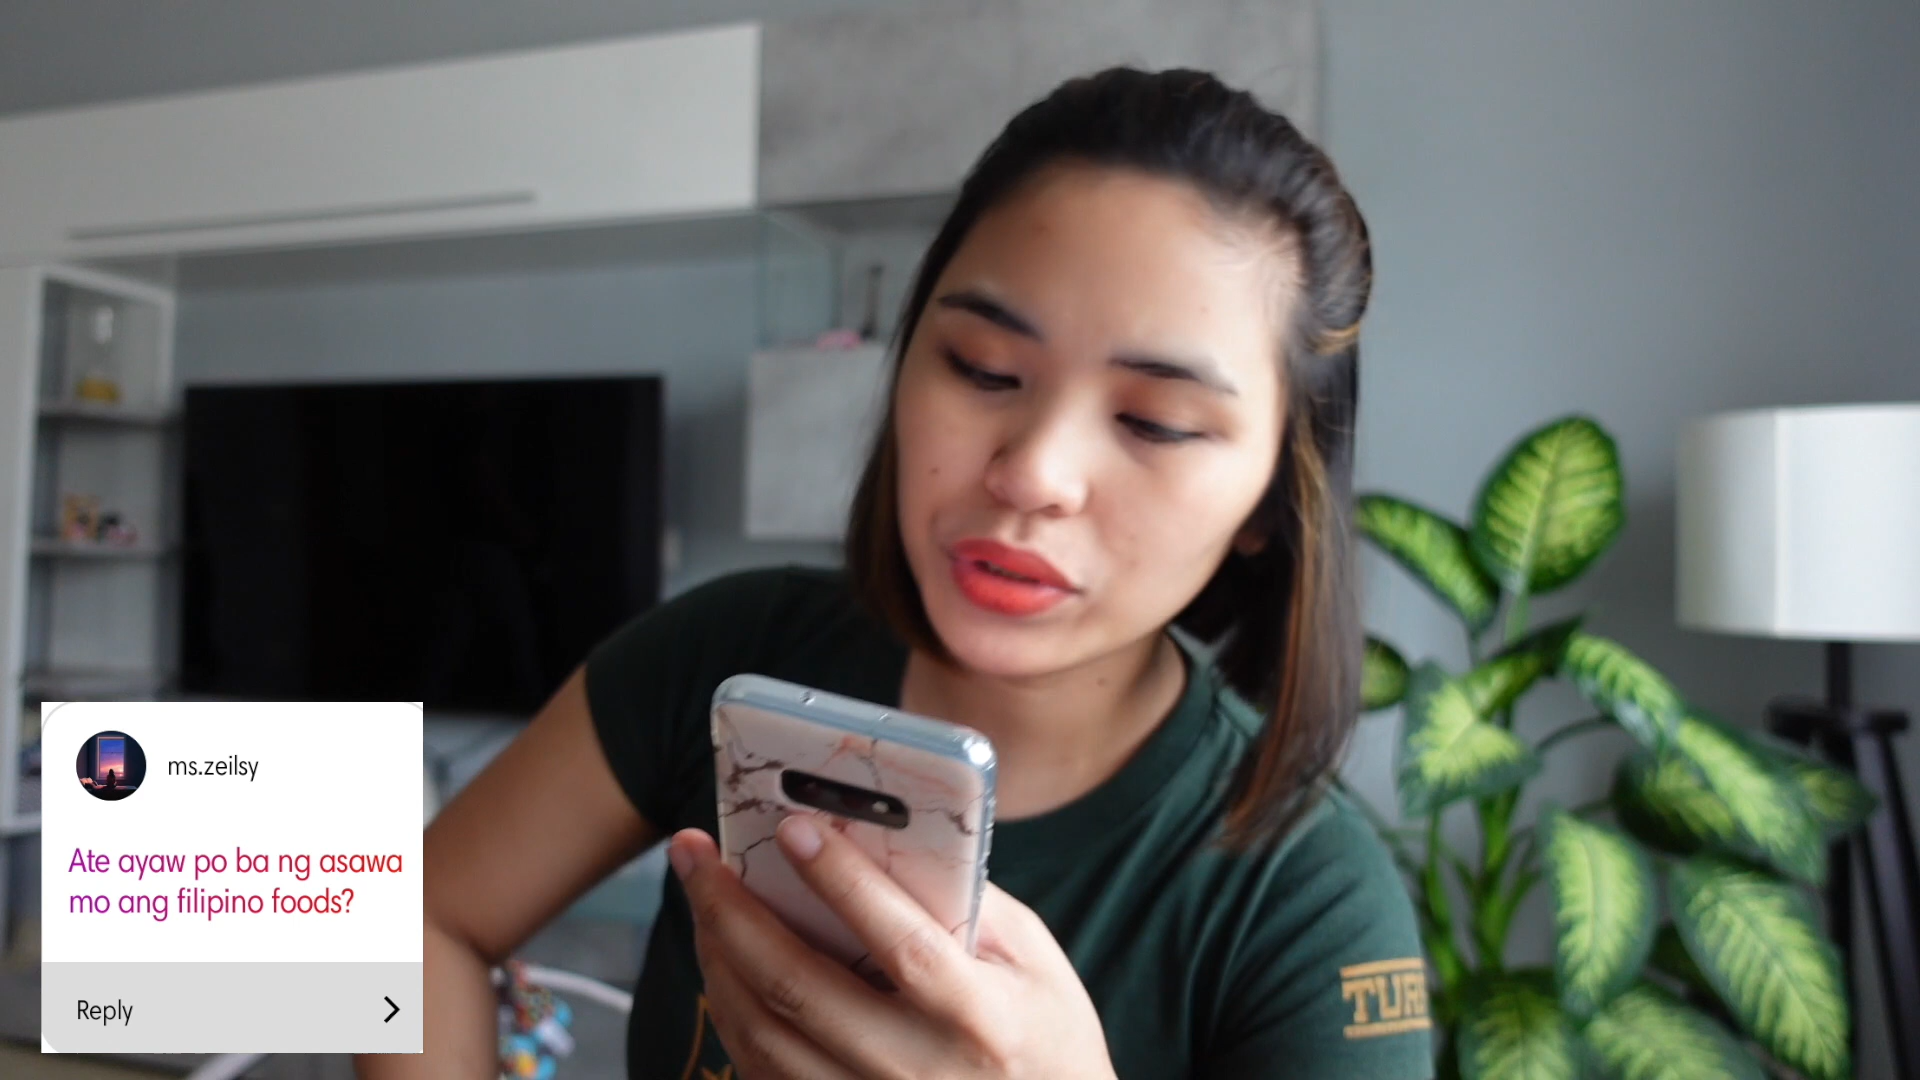 ms.zeilsy
Ate ayaw po ba ng asawa
mo ang filipino foods?
Reply